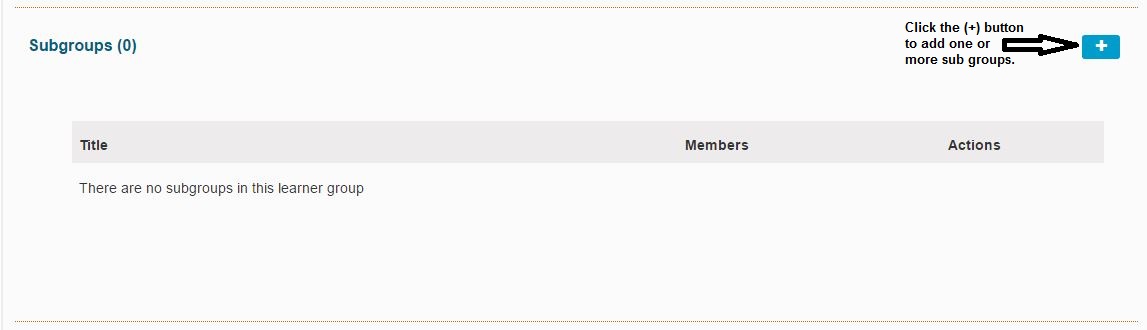 Subgroups (0)
Click the (+) button
to add one or
more sub groups.
+
Title Members Actions
There are no subgroups in this learner group